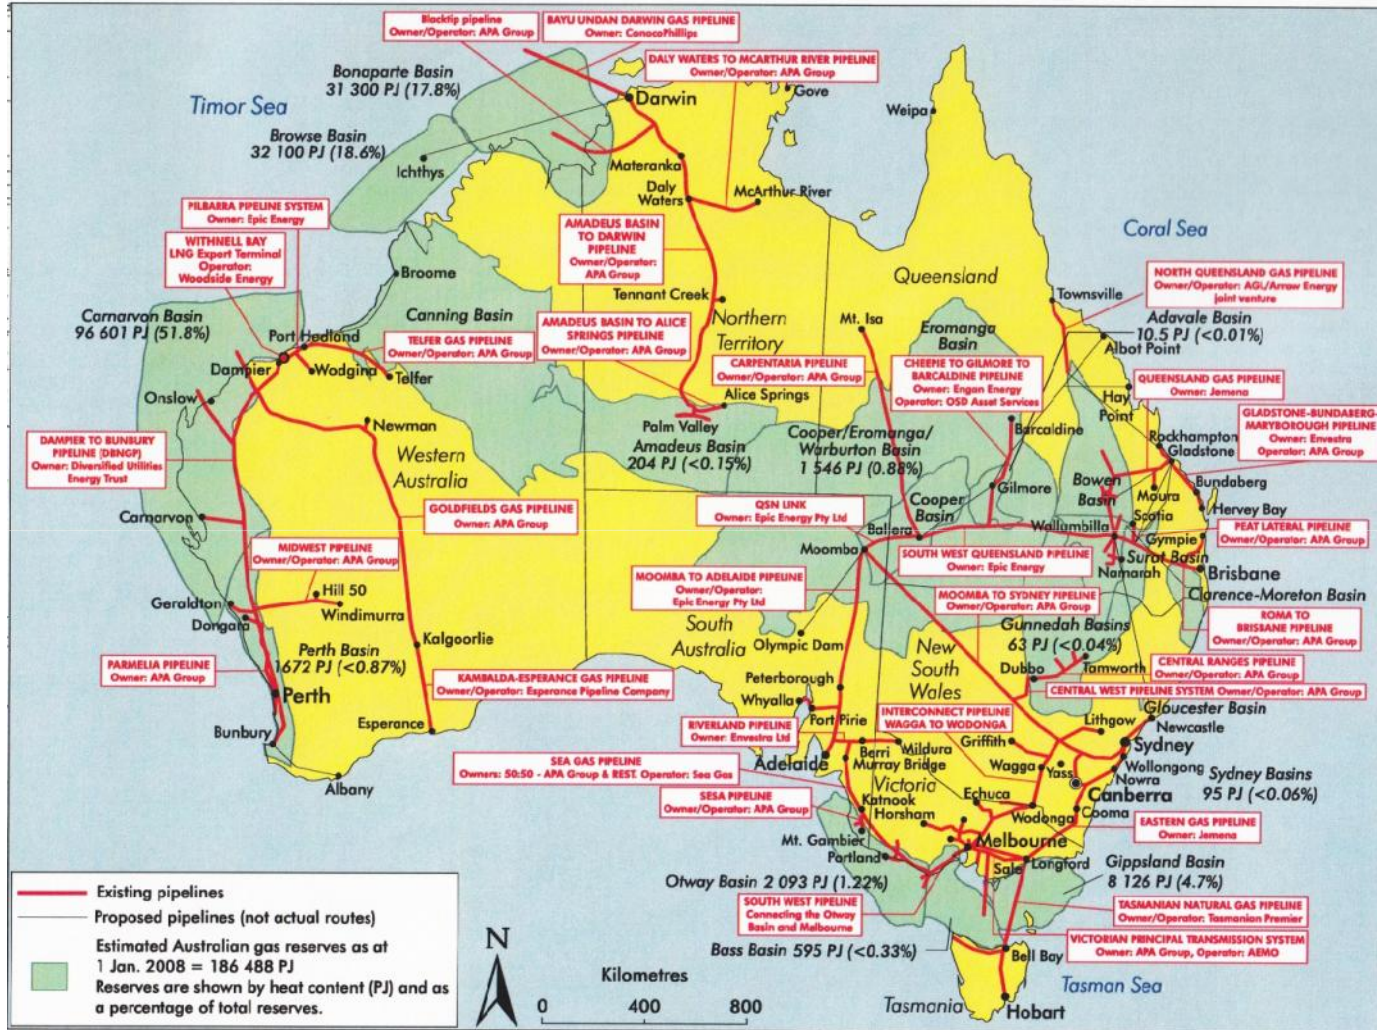 Blacktip pipeline
Owner/Operator: APA Group
BAYU UNDAN DARWIN GAS PIPELINE
Owner: ConocoPhillips
DALY WATERS TO MCARTHUR RIVER PIPELINE
Owner/Operator: APA Group
Bonaparte Basin
31 300 PJ (17.8%)
Timor Sea
Darwin
Gove
Weipa
Browse Basin
32 100 PJ (18.6%)
Ichthys
Materanka
Daly
Waters
McArthur River
PILBARRA PIPELINE SYSTEM
Owner: Epic Energy
WITHNELL BAY
LNG Export Terminal
Operator:
Woodside Energy
AMADEUS BASIN
TO DARWIN
PIPELINE
Owner/Operator:
APA Group
Coral Sea
Broome
Queensland
NORTH QUEENSLAND GAS PIPELINE
Owner/Operator: AGL/Arrow Energy
joint venture
Carnarvon Basin
96 601 PJ (51.8%)
Canning Basin
Tennant Creek
Northern
Territory
Mt. Isa
Eromanga
Basin
Townsville
Adavale Basin
10.5 PJ (<0.01%)
Albot Point
Port Hedland
TELFER GAS PIPELINE
Owner/Operator: APA Group
AMADEUS BASIN TO ALICE
SPRINGS PIPELINE
Owner/Operator: APA Group
CARPENTARIA PIPELINE
Owner/Operator: APA Group
CHEEPIE TO GILMORE TO
BARCALDINE PIPELINE
Owner: Engan Energy
Operator: OSD Asset Services
QUEENSLAND GAS PIPELINE
Owner: Jemena
Dampier
Wodgina
Telfer
Onslow
Newman
Alice Springs
Palm Valley
Amadeus Basin
204 PJ (<0.15%)
Hay
Point
GLADSTONE-BUNDABERG-
MARYBOROUGH PIPELINE
Owner: Envestra
Operator: APA Group
Cooper/Eromanga/
Warburton Basin
1 546 PJ (0.88%)
Barcaldine
Rockhampton
Gladstone
DAMPIER TO BUNBURY
PIPELINE (DBNGP)
Owner: Diversified Utilities
Energy Trust
Western
Australia
Gilmore
Bowen
Basin
Moura
Bundaberg
Hervey Bay
Scotia
Carnarvon
GOLDFIELDS GAS PIPELINE
Owner: APA Group
QSN LINK
Owner: Epic Energy Pty Ltd
Cooper
Basin
Ballera
Wallumbilla
Gympie
PEAT LATERAL PIPELINE
Owner/Operator: APA Group
MIDWEST PIPELINE
Owner/Operator: APA Group
Moomba
SOUTH WEST QUEENSLAND PIPELINE
Owner: Epic Energy
Surat Basin
Namarah
Brisbane
Clarence-Moreton Basin
Hill 50
Geraldton
Windimurra
Dongara
MOOMBA TO ADELAIDE PIPELINE
Owner/Operator:
Epic Energy Pty Ltd
MOOMBA TO SYDNEY PIPELINE
Owner/Operator: APA Group
ROMA TO
BRISBANE PIPELINE
Owner/Operator: APA Group
South
Australia
Olympic Dam
Gunnedah Basins
63 PJ (<0.04%)
Kalgoorlie
Perth Basin
1672 PJ (<0.87%)
PARMELIA PIPELINE
Owner: APA Group
New
South
Wales
Dubbo
Tamworth
CENTRAL RANGES PIPELINE
Owner/Operator: APA Group
CENTRAL WEST PIPELINE SYSTEM Owner/Operator: APA Group
KAMBALDA-ESPERANCE GAS PIPELINE
Owner/Operator: Esperance Pipeline Company
Perth
Peterborough
Whyalla
Port Pirie
INTERCONNECT PIPELINE
WAGGA TO WODONGA
Gloucester Basin
Lithgow
Newcastle
Bunbury
Esperance
RIVERLAND PIPELINE
Owner: Envestra Ltd
Berri
Mildura
Griffith
Sydney
Adelaide
Murray Bridge
SEA GAS PIPELINE
Owners: 50:50 - APA Group & REST. Operator: Sea Gas
Albany
Wagga
Yass
Wollongong
Nowra
Sydney Basins
95 PJ (<0.06%)
Victoria
Canberra
SESA PIPELINE
Owner/Operator: APA Group
Katnook
Horsham
Echuca
Wodonga
Cooma
EASTERN GAS PIPELINE
Owner: Jemena
Mt. Gambier
Portland
Melbourne
Sale
Longford
Gippsland Basin
8 126 PJ (4.7%)
Otway Basin 2 093 PJ (1.22%)
SOUTH WEST PIPELINE
Connecting the Otway
Basin and Melbourne
TASMANIAN NATURAL GAS PIPELINE
Owner/Operator: Tasmanian Premier
VICTORIAN PRINCIPAL TRANSMISSION SYSTEM
Owner: APA Group, Operator: AEMO
Bass Basin 595 PJ (<0.33%)
Bell Bay
Tasman Sea
Tasmania
Hobart
Existing pipelines
Proposed pipelines (not actual routes)
Estimated Australian gas reserves as at
1 Jan. 2008 = 186 488 PJ
Reserves are shown by heat content (PJ) and as
a percentage of total reserves.
N
Kilometres
0 400 800